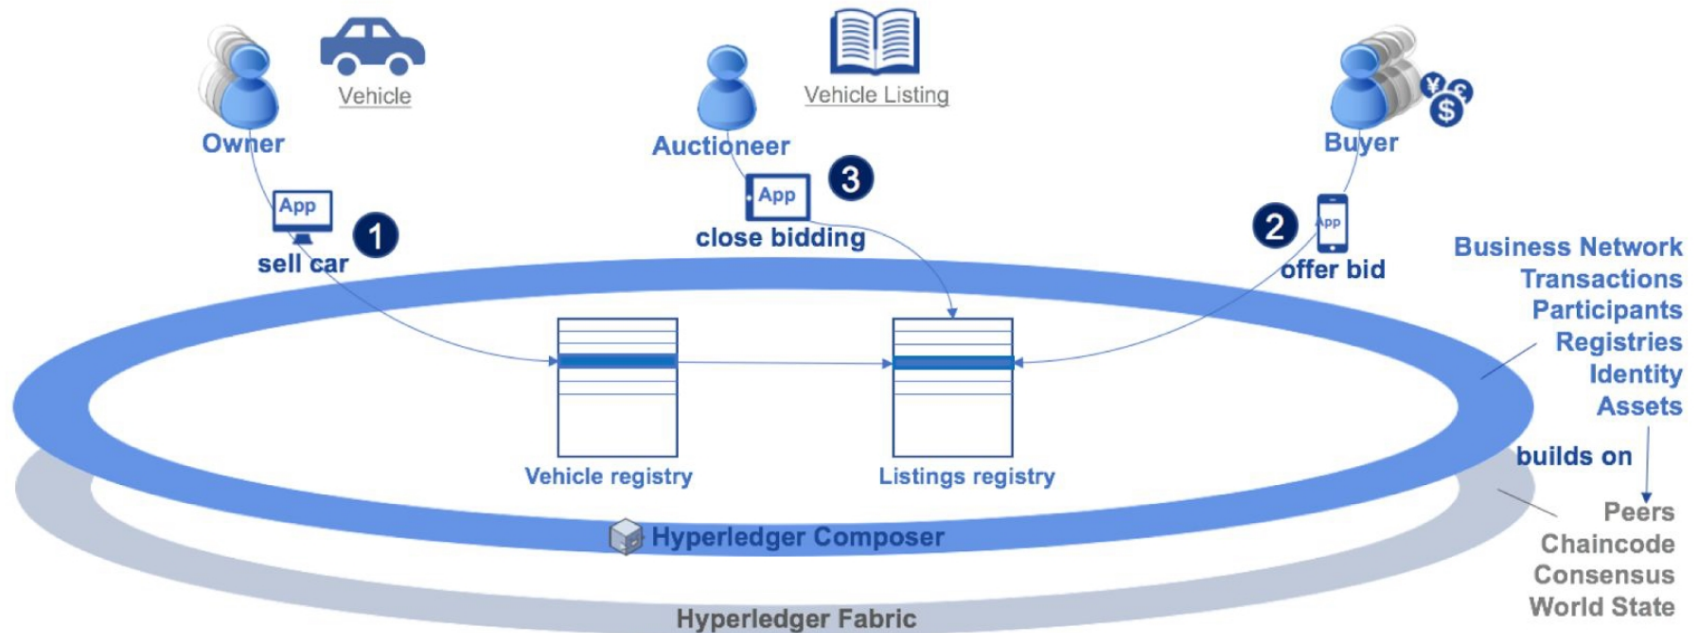 Vehicle
Vehicle Listing
¥ £
$
Owner
Auctioneer
Buyer
App
1
sell car
App
3
close bidding
2
App
offer bid
Business Network
Transactions
Participants
Registries
Identity
Assets
builds on
Peers
Chaincode
Consensus
World State
Vehicle registry
Listings registry
Hyperledger Composer
Hyperledger Fabric